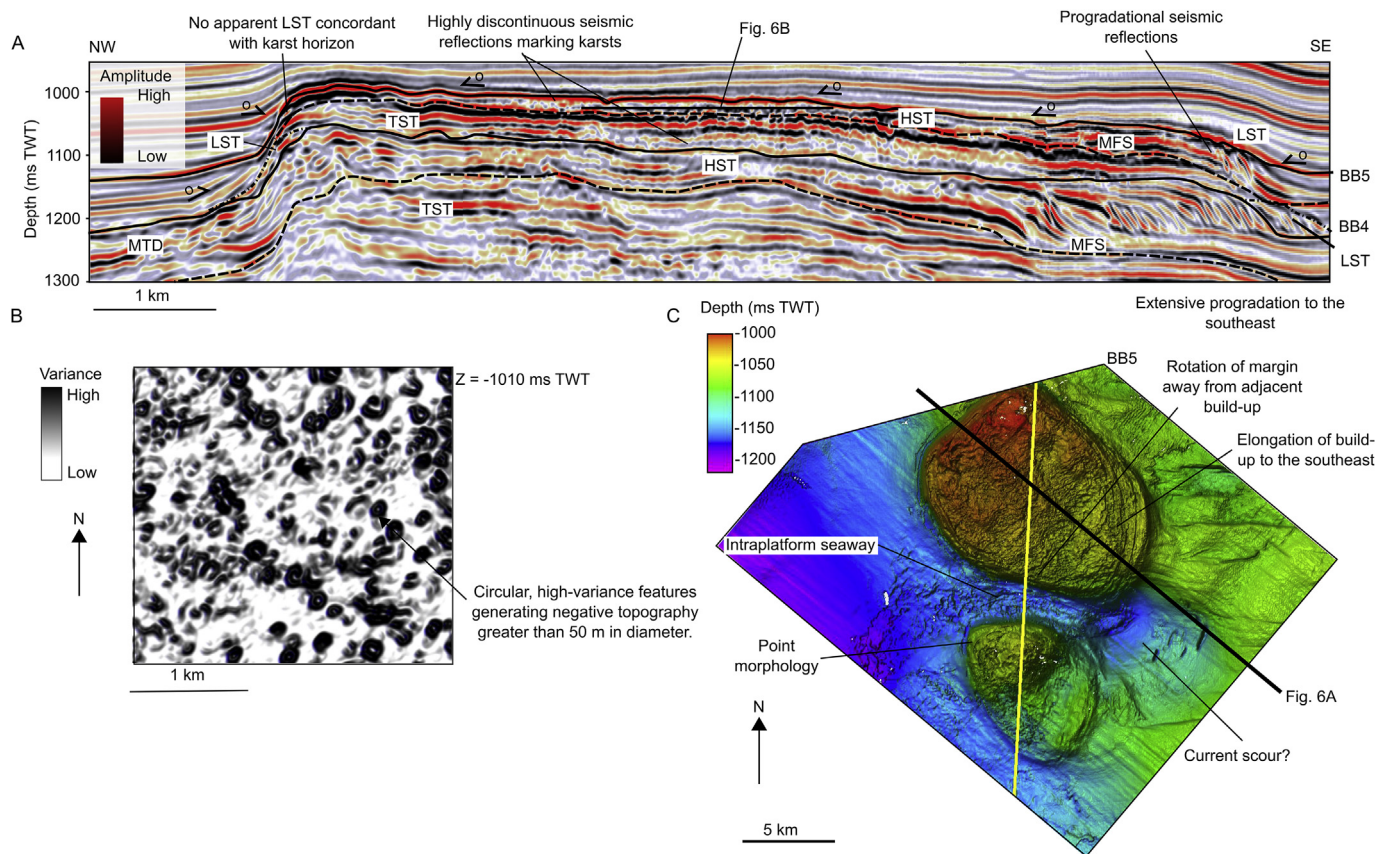 A
NW
No apparent LST concordant
with karst horizon
Highly discontinuous seismic
reflections marking karsts
Fig. 6B
Progradational seismic
reflections
SE
Amplitude
High
Low
Depth (ms TWT)
1000
1100
1200
1300
o
o
o
o
o
o
LST
TST
HST
MFS
LST
HST
TST
MTD
MFS
BB5
BB4
LST
1 km
B
Variance
High
Low
N
Z = -1010 ms TWT
Circular, high-variance features
generating negative topography
greater than 50 m in diameter.
1 km
C
Depth (ms TWT)
-1000
-1050
-1100
-1150
-1200
Extensive progradation to the
southeast
BB5
Rotation of margin
away from adjacent
build-up
Elongation of build-
up to the southeast
Intraplatform seaway
Point
morphology
Fig. 6A
Current scour?
N
5 km